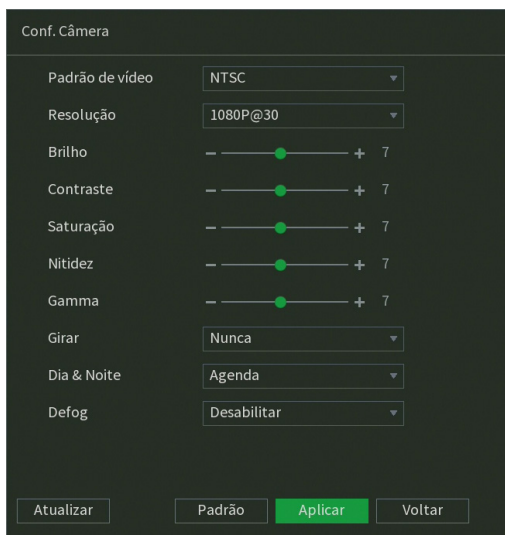 Conf. Câmera
Padrão de vídeo NTSC
Resolução 1080P@30
Brilho 7
Contraste 7
Saturação 7
Nitidez 7
Gamma 7
Girar Nunca
Dia & Noite Agenda
Defog Desabilitar
Atualizar Padrão Aplicar Voltar